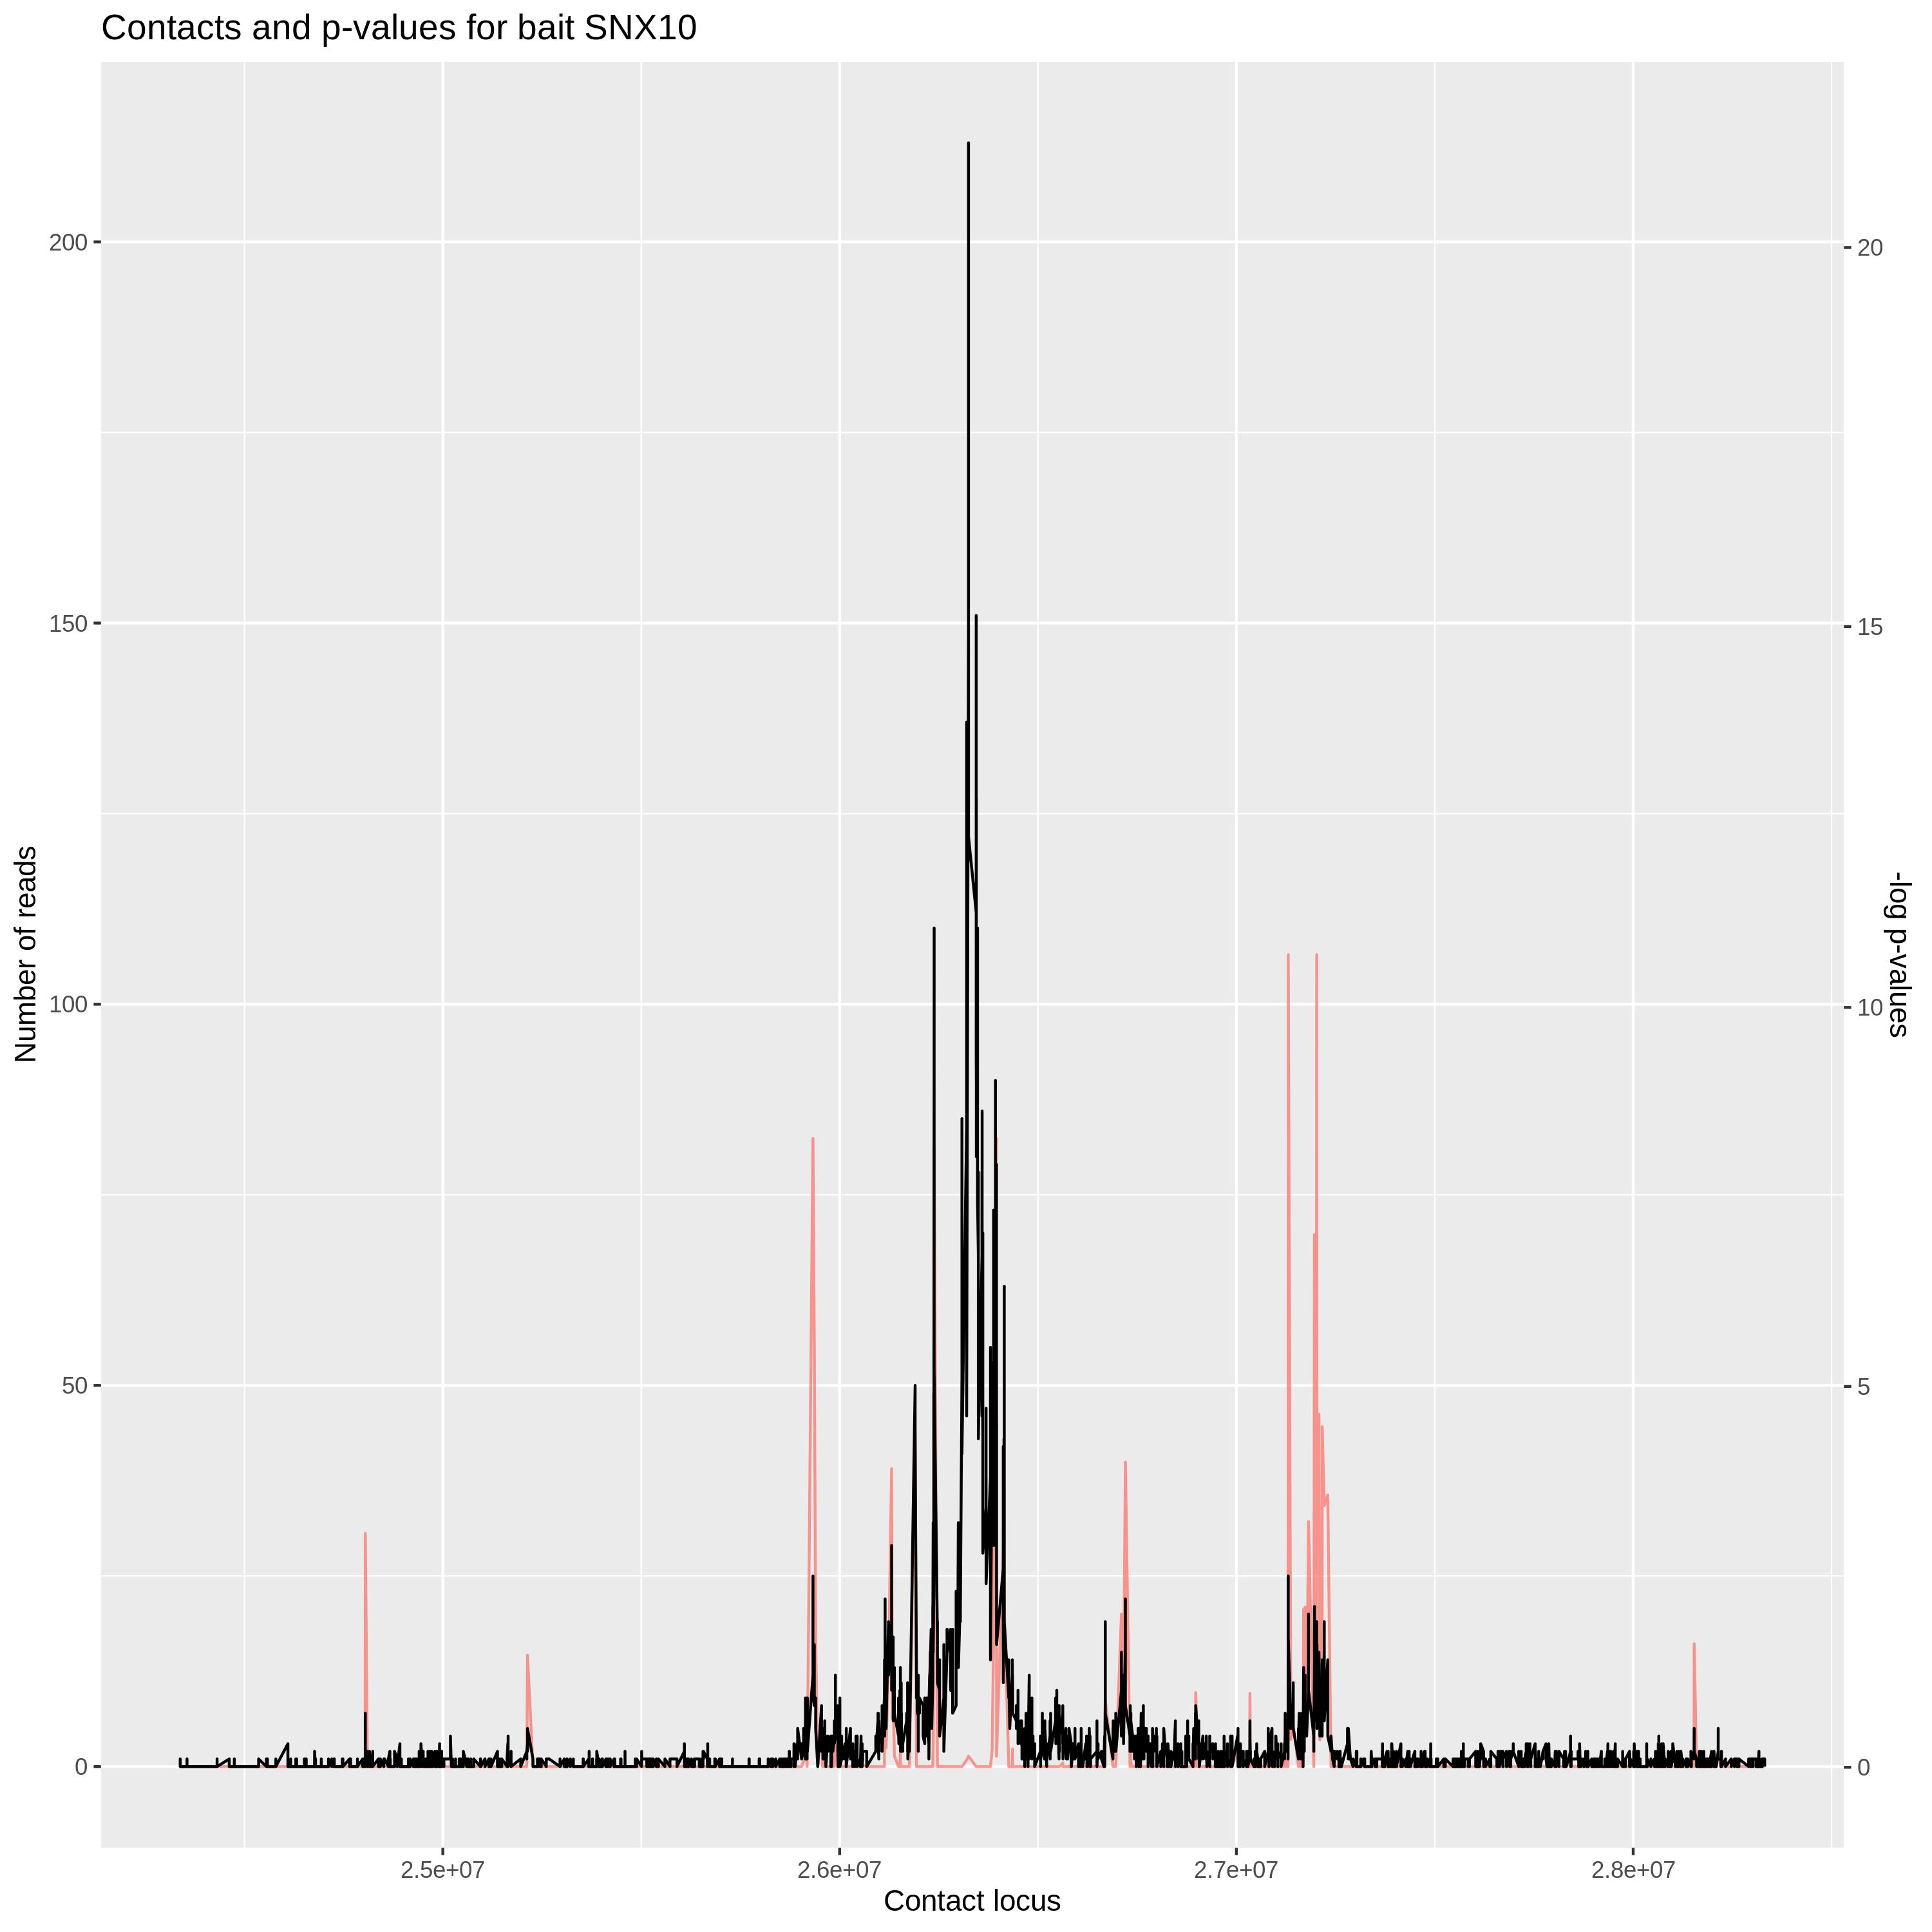 Contacts and p-values for bait SNX10
Number of reads
200
150
100
50
0
20
15
10
5
0
-log p-values
2.5e+07
2.6e+07
2.7e+07
2.8e+07
Contact locus